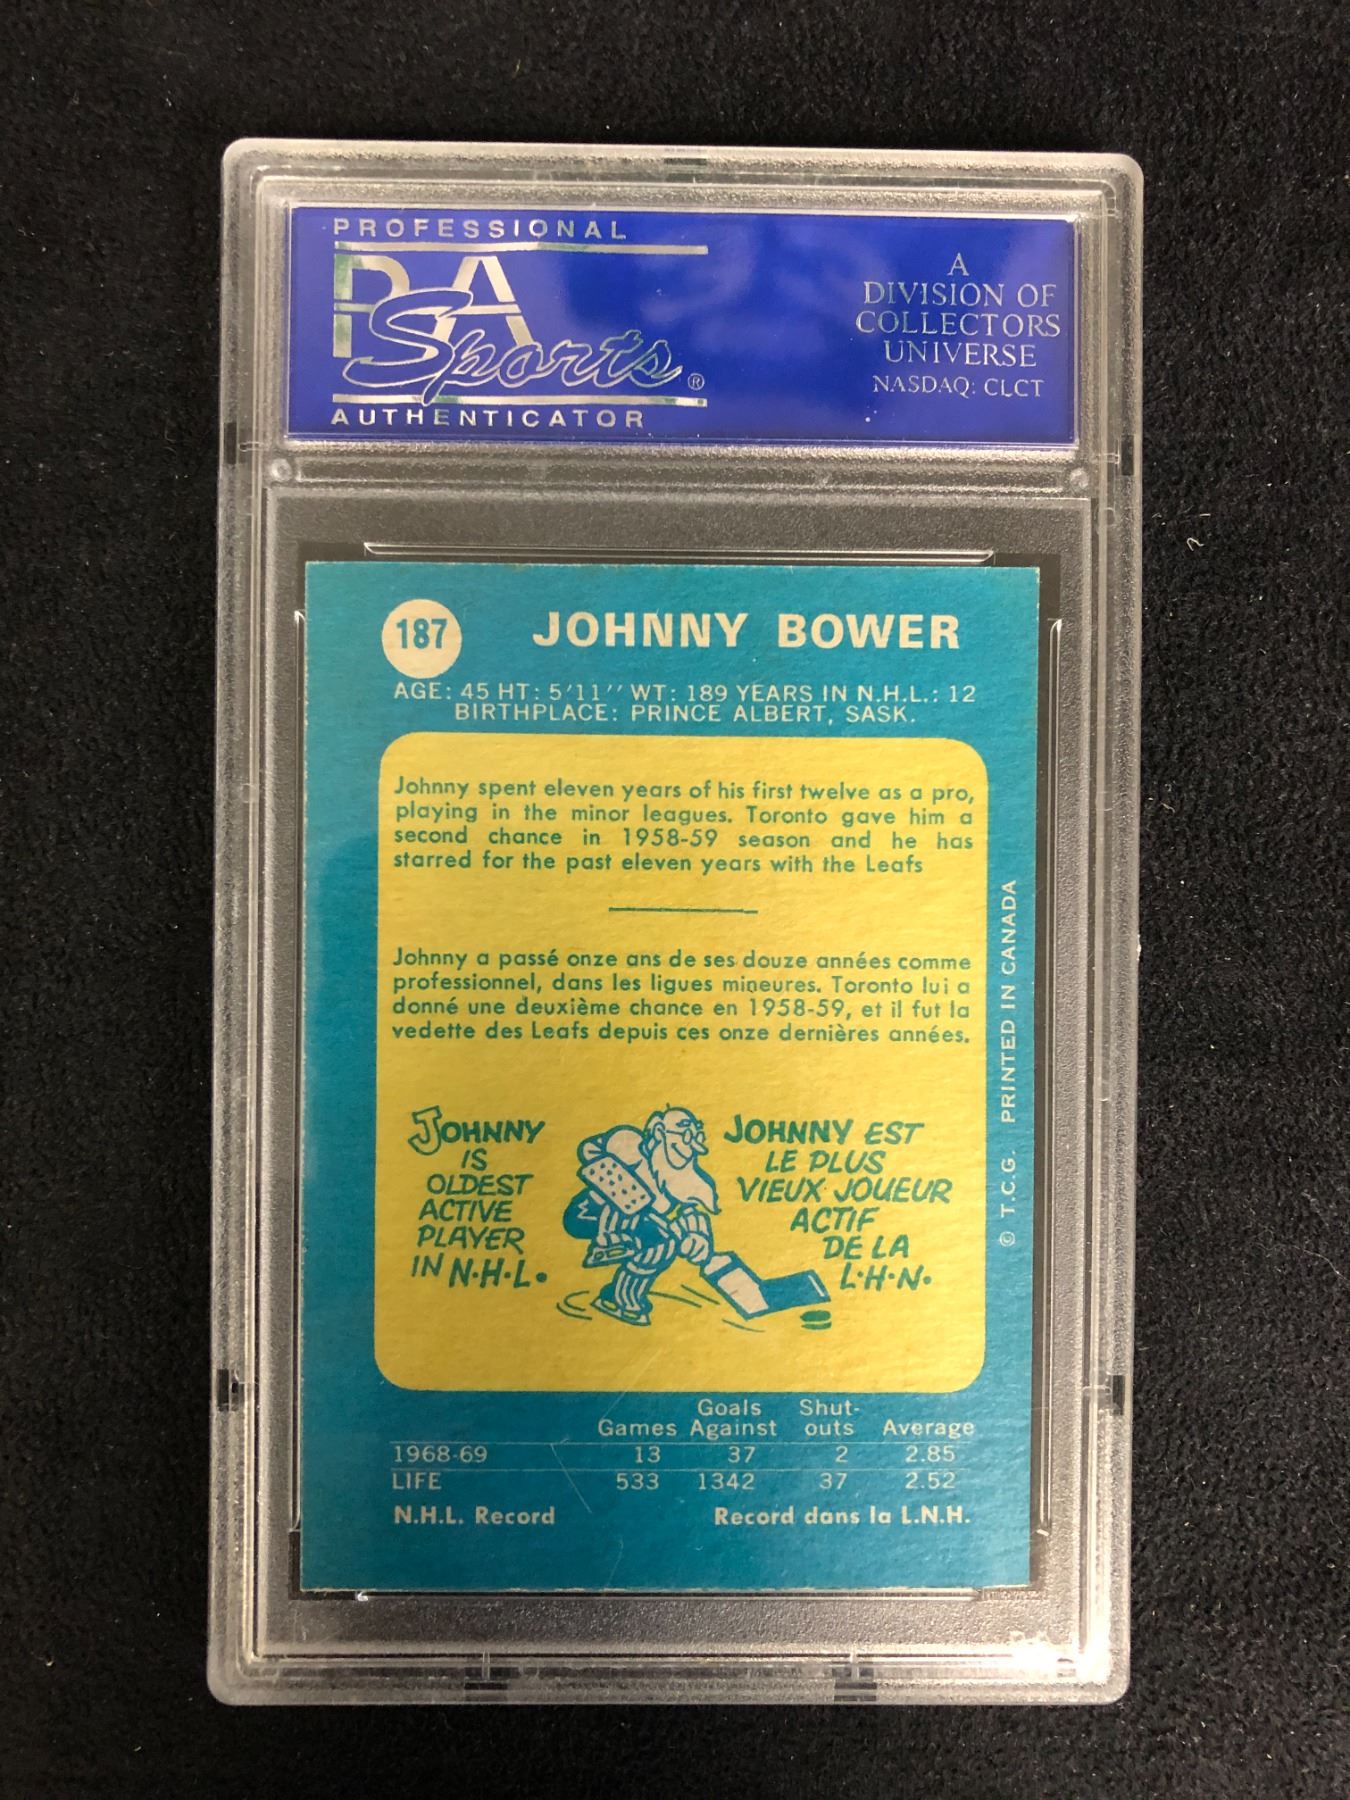 PROFESSIONAL
PSA
Sports®
AUTHENTICATOR
A
DIVISION OF
COLLECTORS
UNIVERSE
NASDAQ: CLCT
187 JOHNNY BOWER
AGE: 45 HT: 5'11'' WT: 189 YEARS IN N.H.L.: 12
BIRTHPLACE: PRINCE ALBERT, SASK.
Johnny spent eleven years of his first twelve as a pro,
playing in the minor leagues. Toronto gave him a
second chance in 1958-59 season and he has
starred for the past eleven years with the Leafs
Johnny a passé onze ans de ses douze années comme
professionnel, dans les ligues mineures. Toronto lui a
donné une deuxième chance en 1958-59, et il fut la
vedette des Leafs depuis ces onze dernières années.
JOHNNY
IS
OLDEST
ACTIVE
PLAYER
IN N.H.L.
JOHNNY EST
LE PLUS
VIEUX JOUEUR
ACTIF
DE LA
L.H.N.
© T.C.G. PRINTED IN CANADA
Goals Shut-
Games Against outs Average
1968-69 13 37 2 2.85
LIFE 533 1342 37 2.52
N.H.L. Record Record dans la L.N.H.